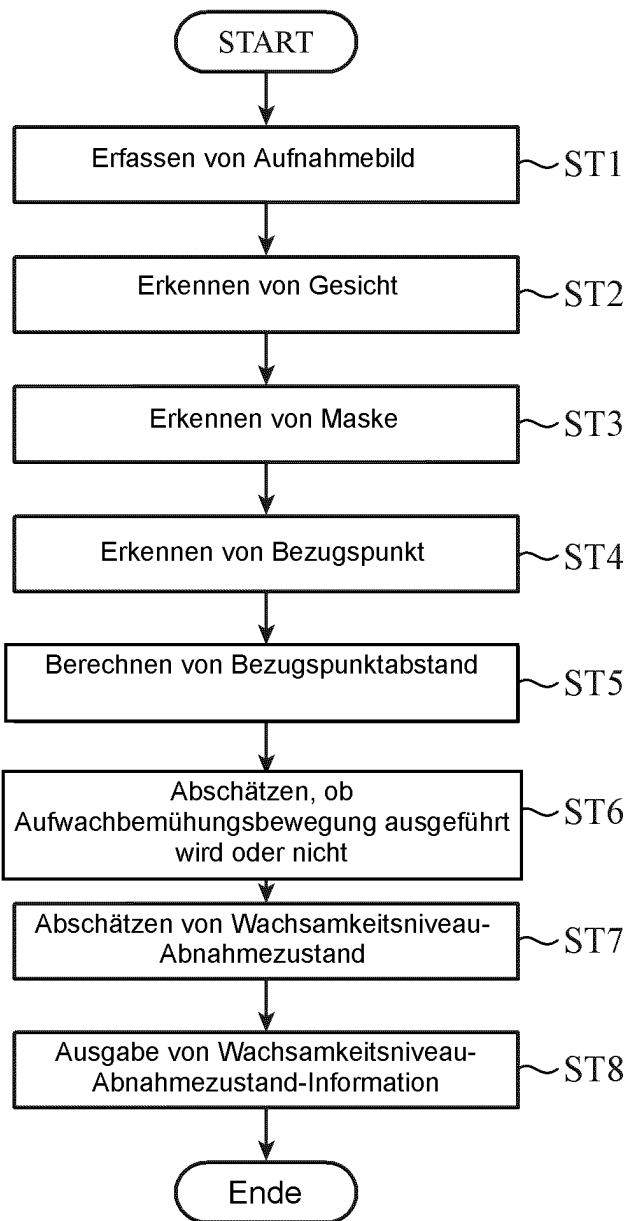 START
Erfassen von Aufnahmebild
ST1
Erkennen von Gesicht
ST2
Erkennen von Maske
ST3
Erkennen von Bezugspunkt
ST4
Berechnen von Bezugspunktabstand
ST5
Abschätzen, ob
Aufwachbemühungsbewegung ausgeführt
wird oder nicht
ST6
Abschätzen von Wachsamkeitsniveau-
Abnahmezustand
ST7
Ausgabe von Wachsamkeitsniveau-
Abnahmezustand-Information
ST8
Ende